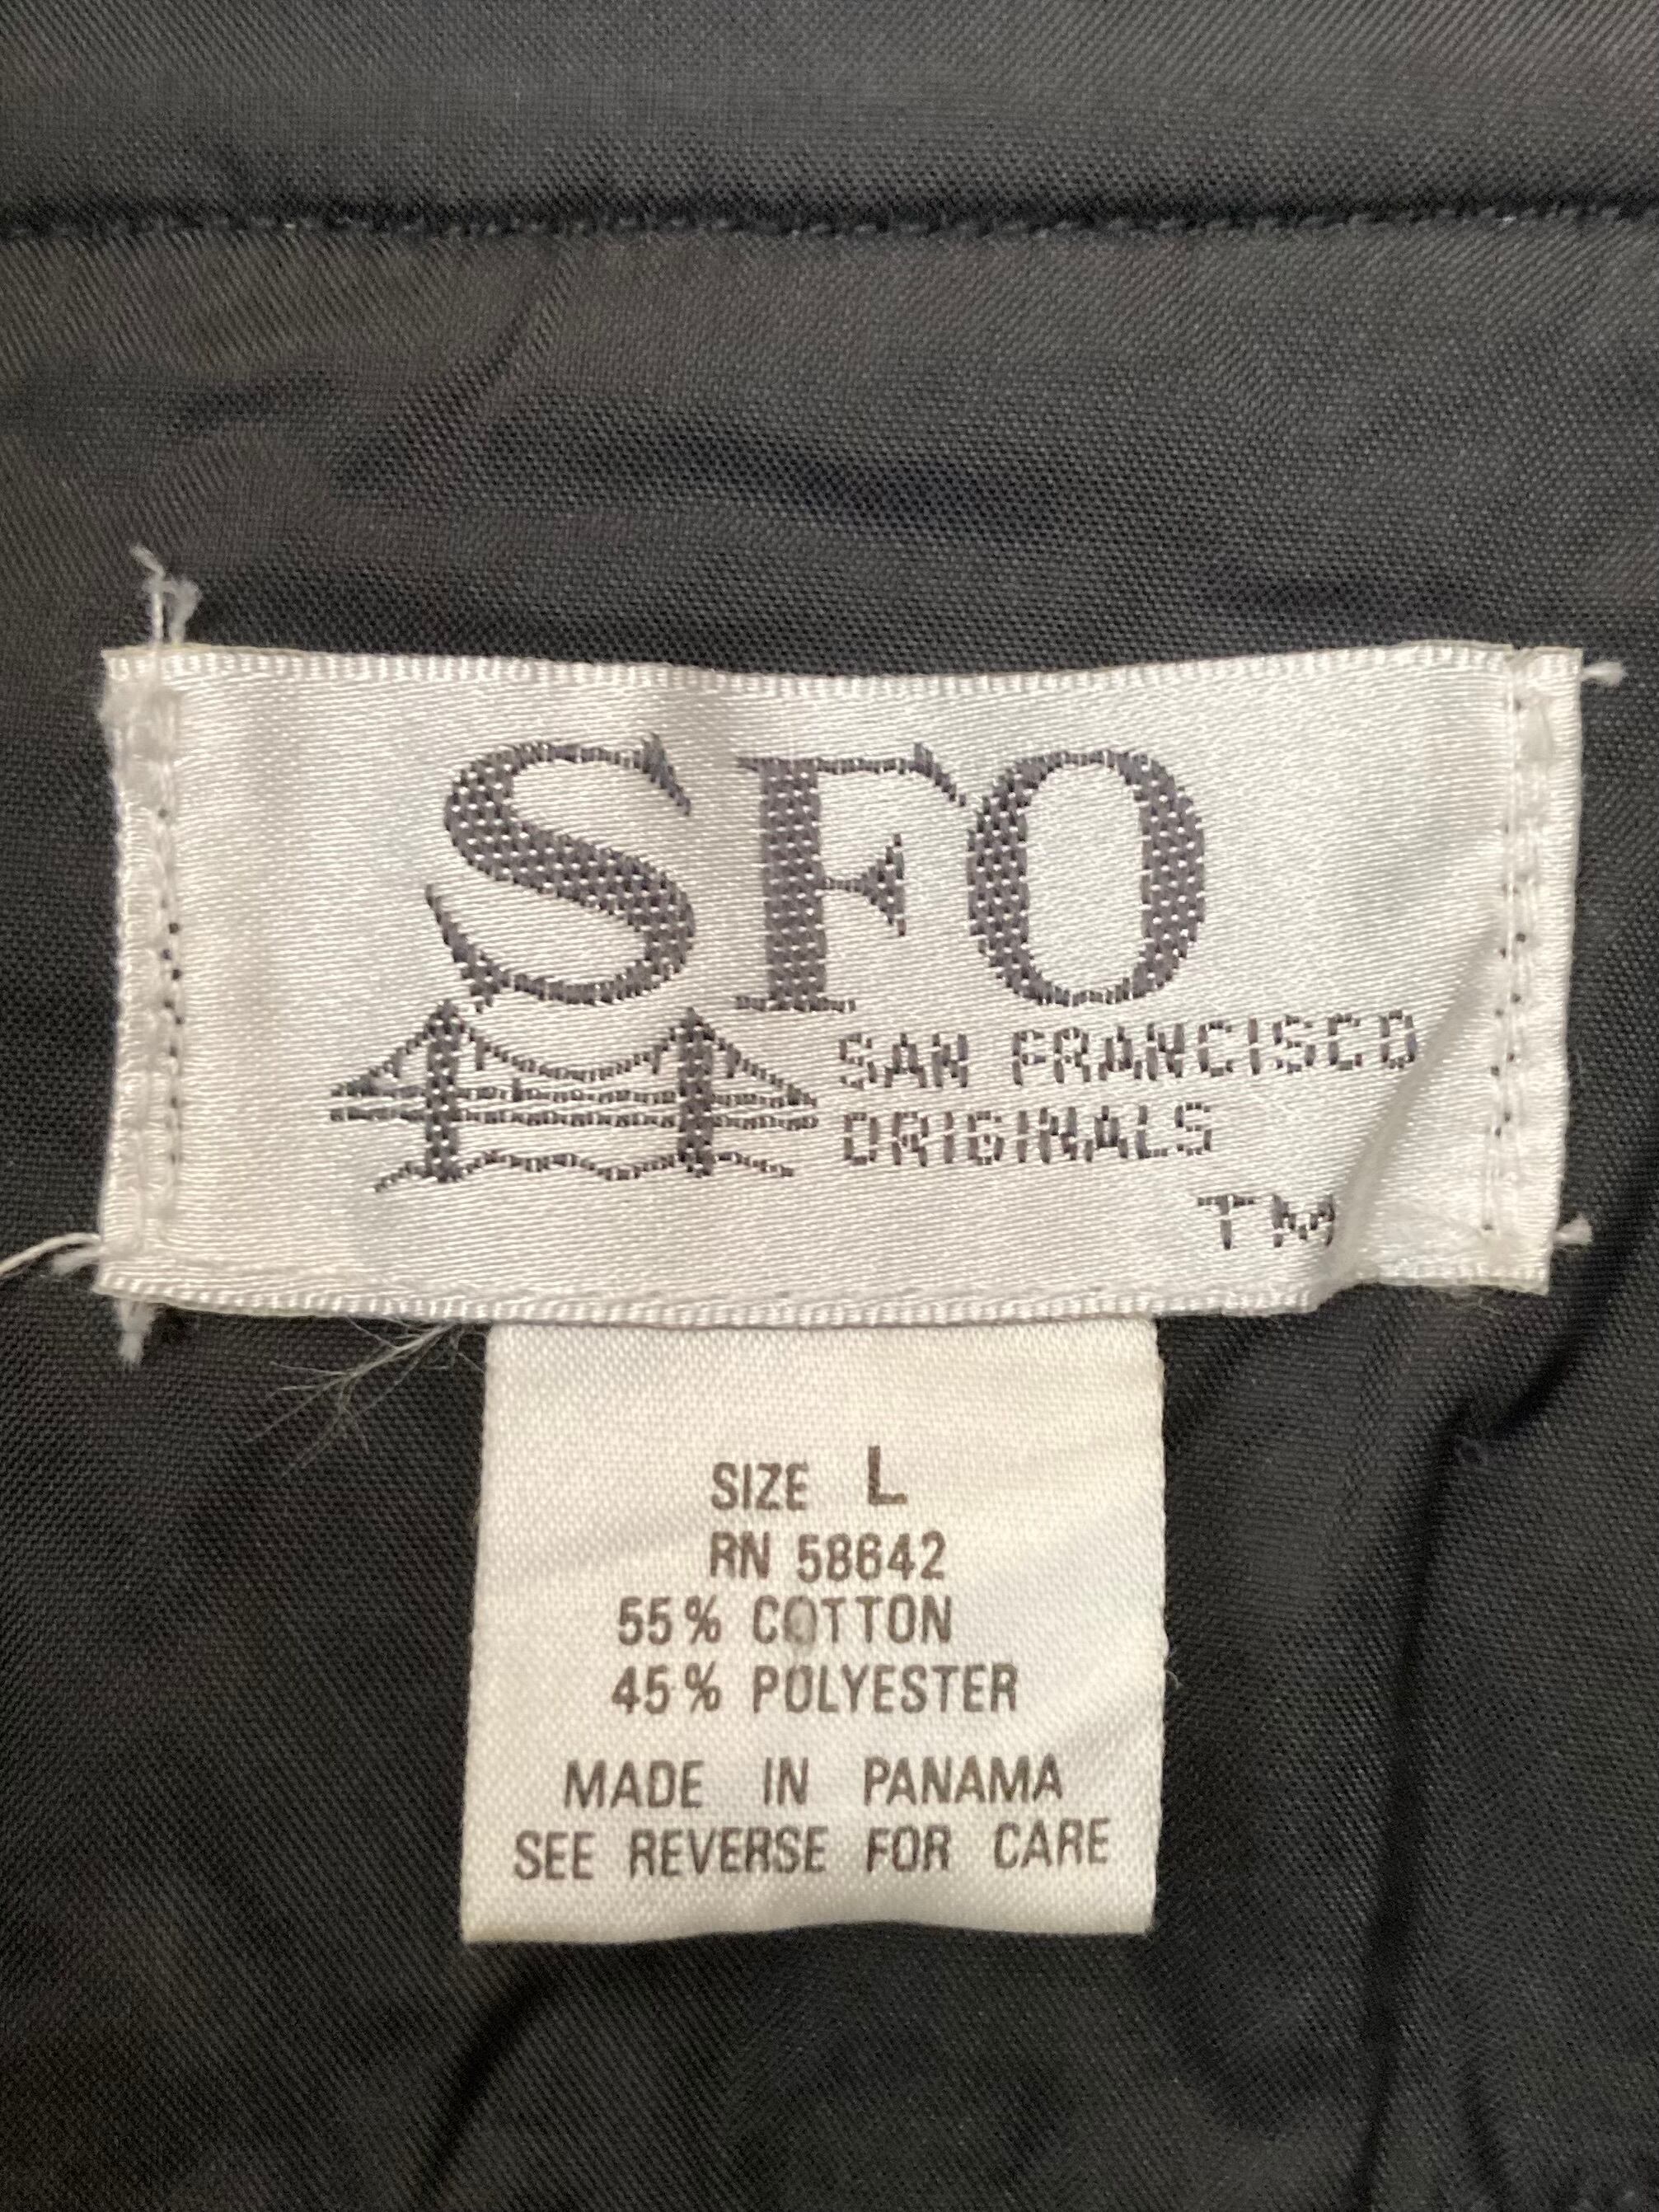 SFO
SAN FRANCISCO
ORIGINALS
TM
SIZE L
RN 58642
55% COTTON
45% POLYESTER
MADE IN PANAMA
SEE REVERSE FOR CARE